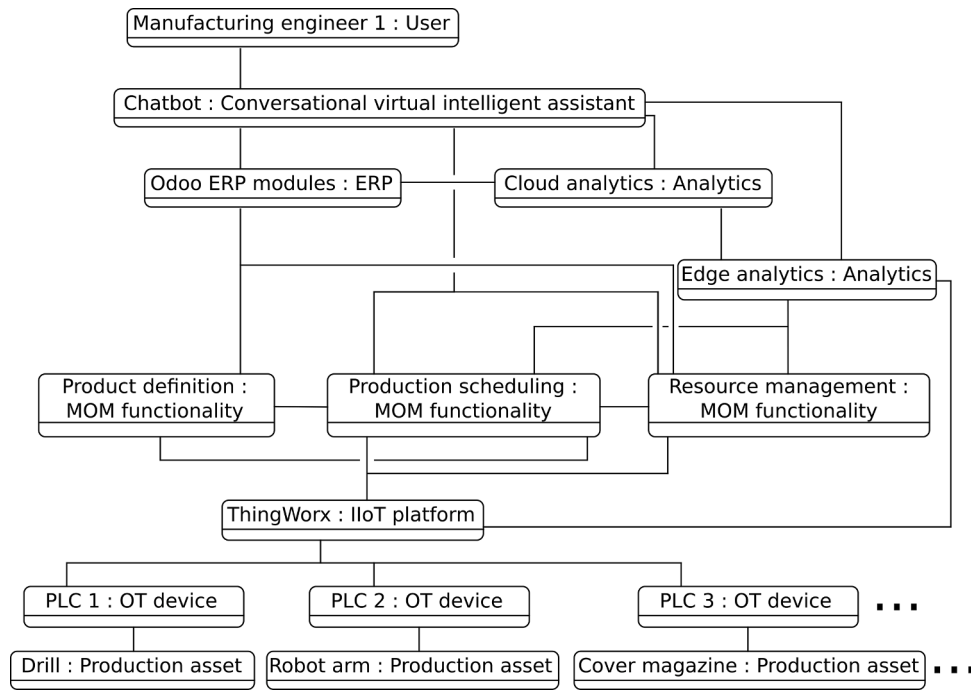 Manufacturing engineer 1 : User
Chatbot : Conversational virtual intelligent assistant
Odoo ERP modules : ERP
Cloud analytics : Analytics
Edge analytics : Analytics
Product definition :
MOM functionality
Production scheduling :
MOM functionality
Resource management :
MOM functionality
ThingWorx : IIoT platform
PLC 1 : OT device
PLC 2 : OT device
PLC 3 : OT device
...
Drill : Production asset
Robot arm : Production asset
Cover magazine : Production asset
...